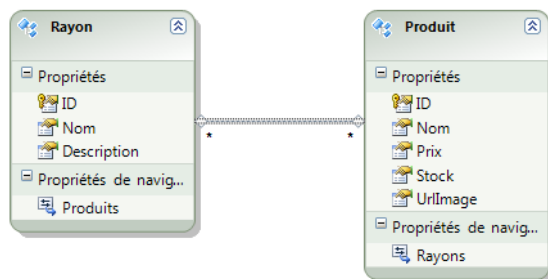 Rayon
Propriétés
ID
Nom
Description
Propriétés de navig...
Produits
*
*
Produit
Propriétés
ID
Nom
Prix
Stock
UrlImage
Propriétés de navig...
Rayons